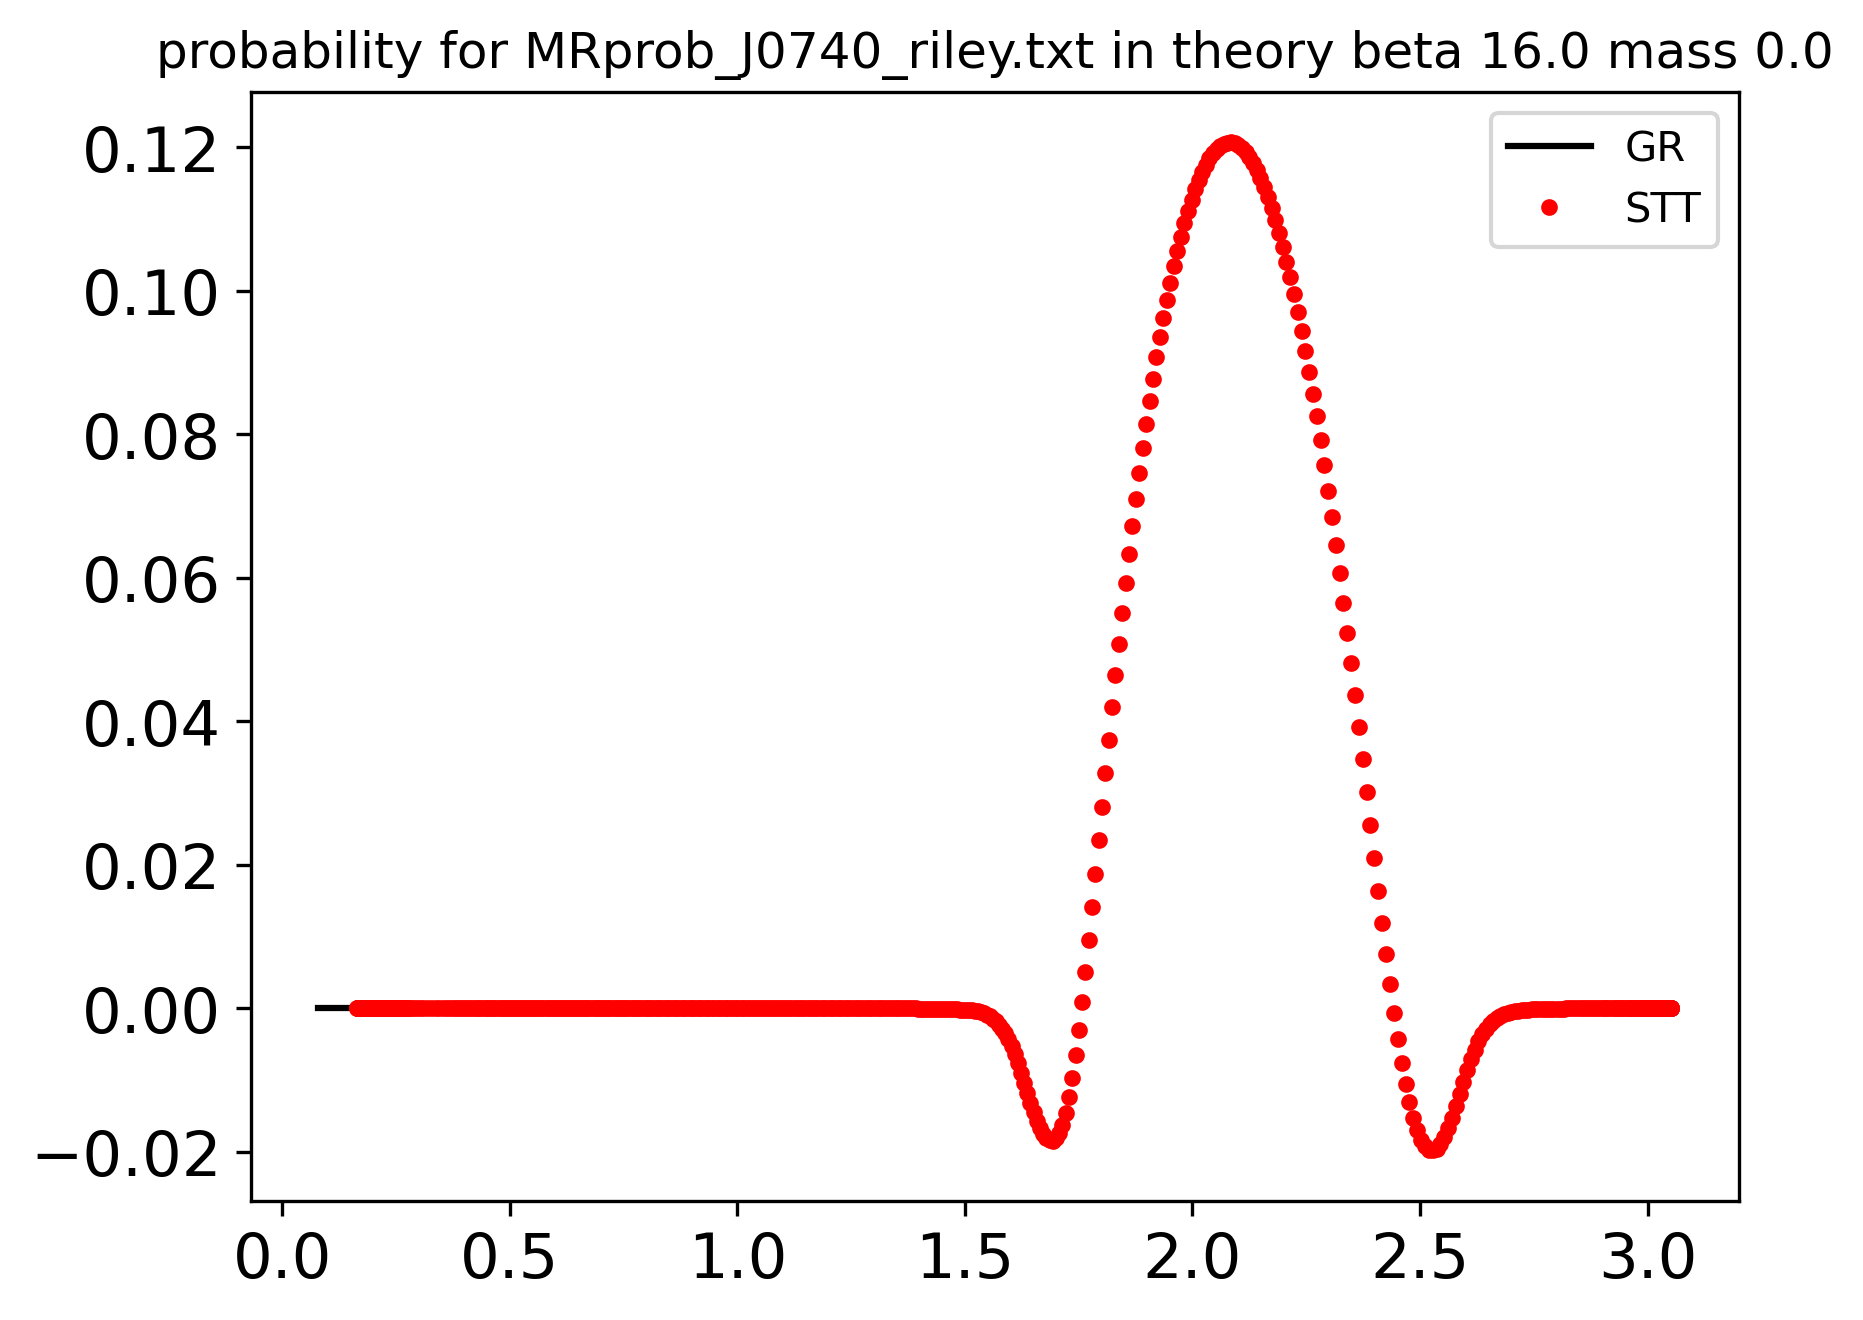 probability for MRprob_J0740_riley.txt in theory beta 16.0 mass 0.0
GR
STT
0.12
0.10
0.08
0.06
0.04
0.02
0.00
−0.02
0.0 0.5 1.0 1.5 2.0 2.5 3.0